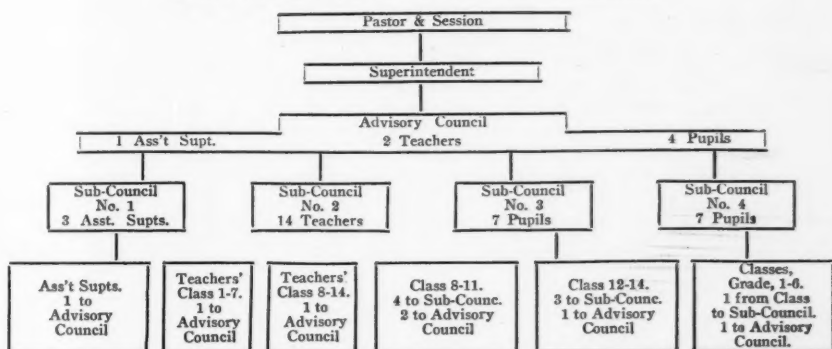 Pastor & Session
Superintendent
Advisory Council
1 Ass't Supt. 2 Teachers 4 Pupils
Sub-Council
No. 1
3 Asst. Supts.
Sub-Council
No. 2
14 Teachers
Sub-Council
No. 3
7 Pupils
Sub-Council
No. 4
7 Pupils
Ass't Supts.
1 to
Advisory
Council
Teachers'
Class 1-7.
1 to
Advisory
Council
Teachers'
Class 8-14.
1 to
Advisory
Council
Class 8-11.
4 to Sub-Counc.
2 to Advisory
Council
Class 12-14.
3 to Sub-Counc.
1 to Advisory
Council
Classes,
Grade, 1-6.
1 from Class
to Sub-Council.
1 to Advisory
Council.